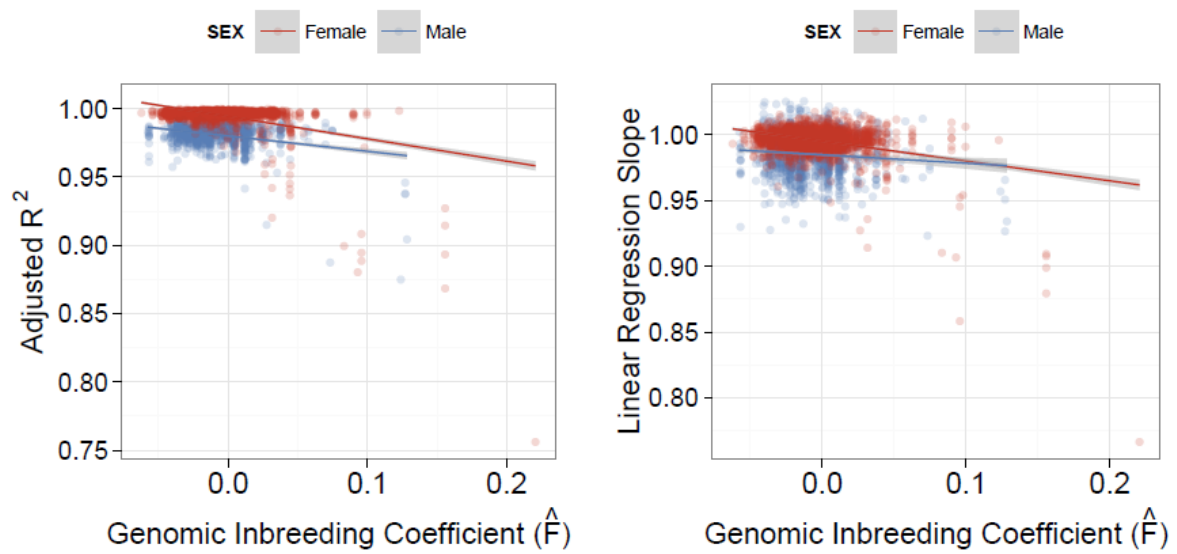 SEX Female Male
Adjusted R²
1.00
0.95
0.90
0.85
0.80
0.75
0.0 0.1 0.2
Genomic Inbreeding Coefficient (F̂)
SEX Female Male
Linear Regression Slope
1.00
0.95
0.90
0.85
0.80
0.0 0.1 0.2
Genomic Inbreeding Coefficient (F̂)